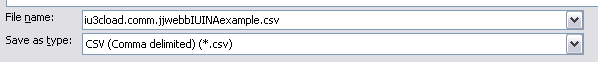 File name: iu3cload.comm.jjwebbIUINAexample.csv
Save as type: CSV (Comma delimited) (*.csv)